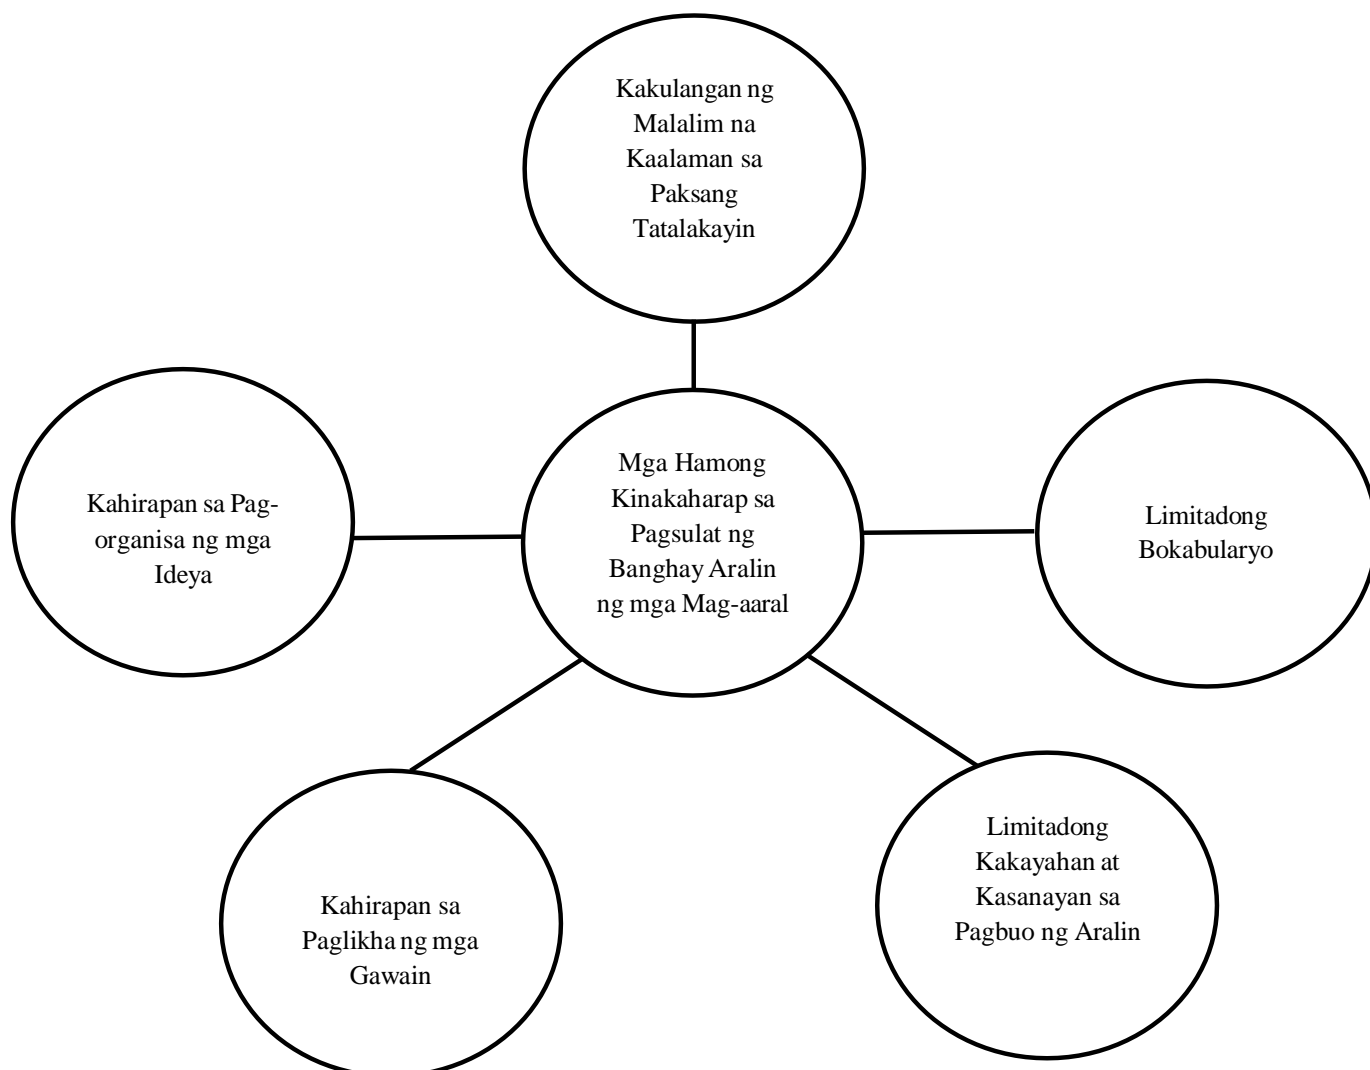 Kakulangan ng
Malalim na
Kaalaman sa
Paksang
Tatalakayin
Mga Hamong
Kinakaharap sa
Pagsulat ng
Banghay Aralin
ng mga Mag-aaral
Kahirapan sa Pag-
organisa ng mga
Ideya
Limitadong
Bokabularyo
Limitadong
Kakayahan at
Kasanayan sa
Pagbuo ng Aralin
Kahirapan sa
Paglikha ng mga
Gawain